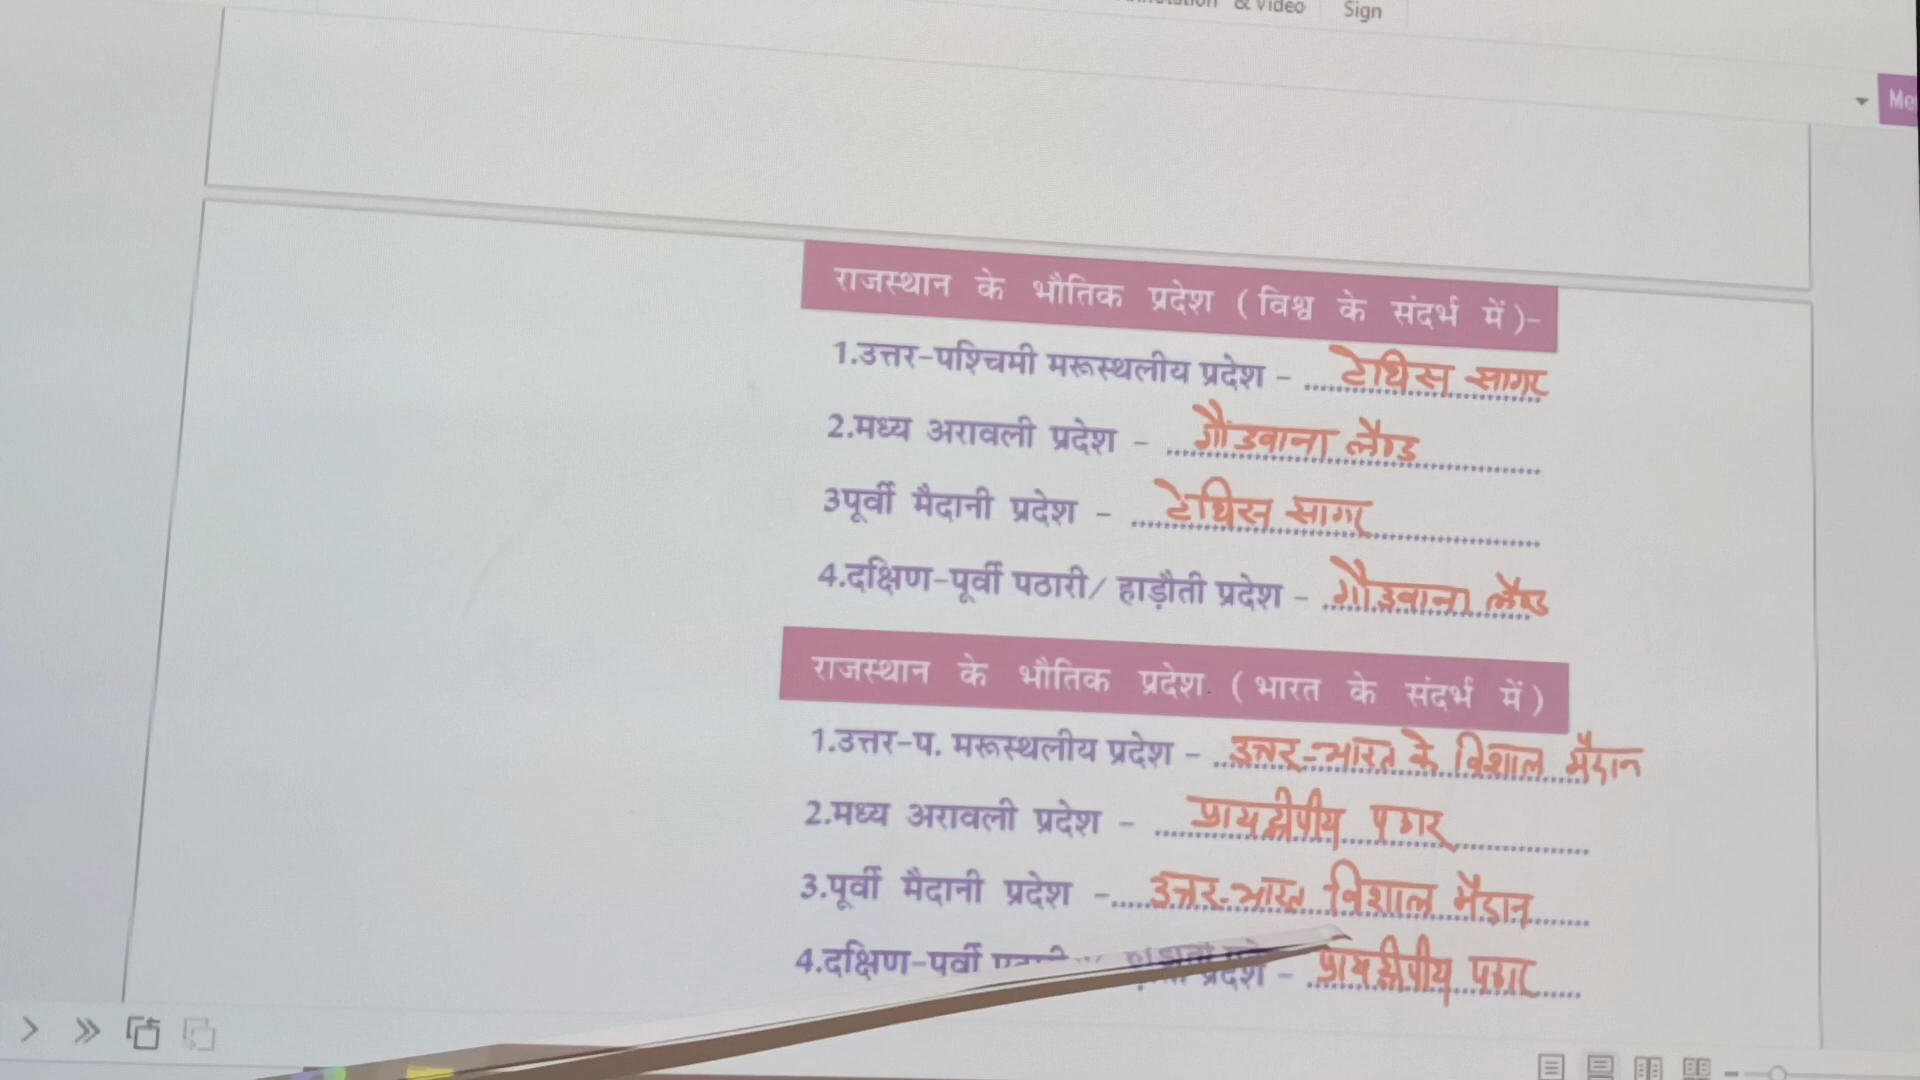 & Video
Sign
Me
राजस्थान के भौतिक प्रदेश ( विश्व के संदर्भ में )-
1.उत्तर-पश्चिमी मरूस्थलीय प्रदेश - टेथिस सागर
2.मध्य अरावली प्रदेश - गौंडवाना लैण्ड
3पूर्वी मैदानी प्रदेश - टेथिस सागर
4.दक्षिण-पूर्वी पठारी/ हाड़ौती प्रदेश - गौंडवाना लैण्ड
राजस्थान के भौतिक प्रदेश ( भारत के संदर्भ में )
1.उत्तर-प. मरूस्थलीय प्रदेश - उत्तर-भारत के विशाल मैदान
2.मध्य अरावली प्रदेश - प्रायद्वीपीय पठार
3.पूर्वी मैदानी प्रदेश - उत्तर-भारत विशाल मैदान
4.दक्षिण-पूर्वी प्रदेश - प्रायद्वीपीय पठार